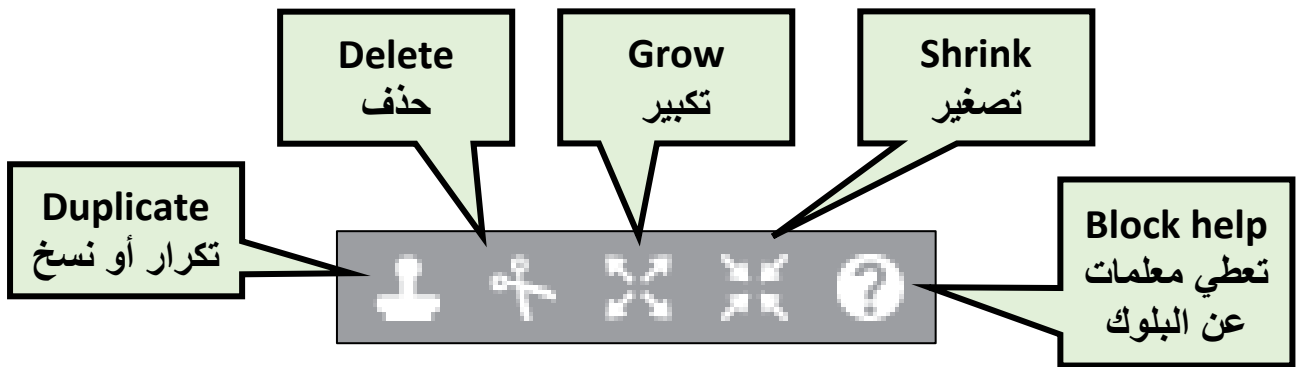 Delete
حذف
Grow
تكبير
Shrink
تصغير
Duplicate
تكرار أو نسخ
Block help
تعطي معلمات
عن البلوك